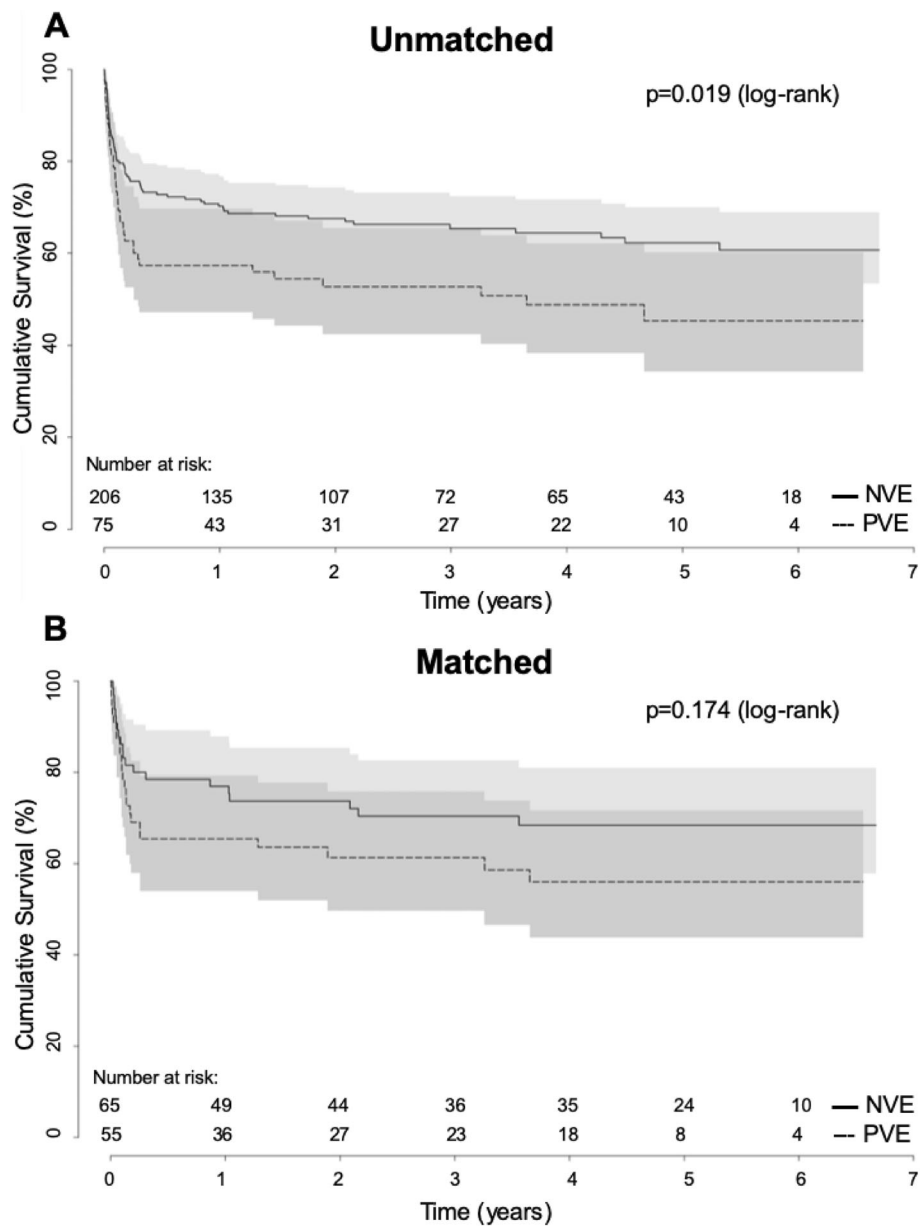 A
Unmatched
p=0.019 (log-rank)
Cumulative Survival (%)
100
80
60
40
20
0
Number at risk:
206 135 107 72 65 43 18 NVE
75 43 31 27 22 10 4 PVE
0 1 2 3 4 5 6 7
Time (years)
B
Matched
p=0.174 (log-rank)
Cumulative Survival (%)
100
80
60
40
20
0
Number at risk:
65 49 44 36 35 24 10 NVE
55 36 27 23 18 8 4 PVE
0 1 2 3 4 5 6 7
Time (years)